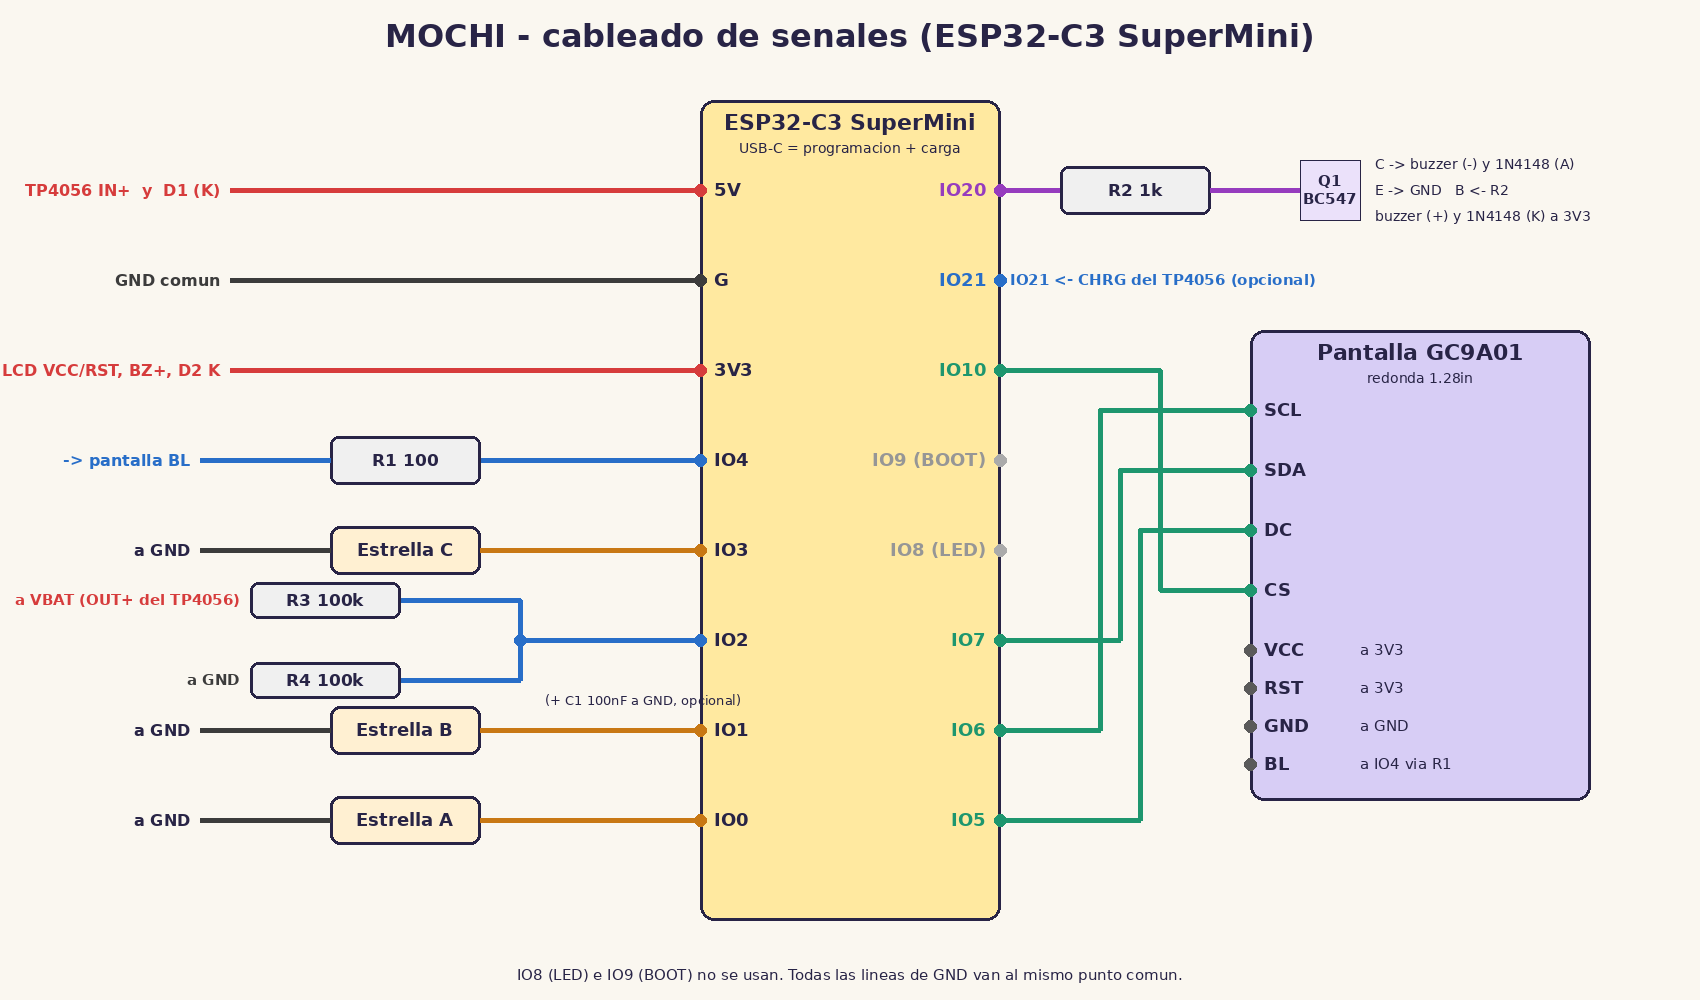 MOCHI - cableado de senales (ESP32-C3 SuperMini)
ESP32-C3 SuperMini
USB-C = programacion + carga
TP4056 IN+  y  D1 (K)
5V
GND comun
G
LCD VCC/RST, BZ+, D2 K
3V3
-> pantalla BL
R1 100
IO4
a GND
Estrella C
IO3
a VBAT (OUT+ del TP4056)
R3 100k
IO2
a GND
R4 100k
(+ C1 100nF a GND, opcional)
a GND
Estrella B
IO1
a GND
Estrella A
IO0
IO20
R2 1k
Q1
BC547
C -> buzzer (-) y 1N4148 (A)
E -> GND   B <- R2
buzzer (+) y 1N4148 (K) a 3V3
IO21
IO21 <- CHRG del TP4056 (opcional)
IO10
IO9 (BOOT)
IO8 (LED)
IO7
IO6
IO5
Pantalla GC9A01
redonda 1.28in
SCL
SDA
DC
CS
VCC a 3V3
RST a 3V3
GND a GND
BL a IO4 via R1
IO8 (LED) e IO9 (BOOT) no se usan. Todas las lineas de GND van al mismo punto comun.